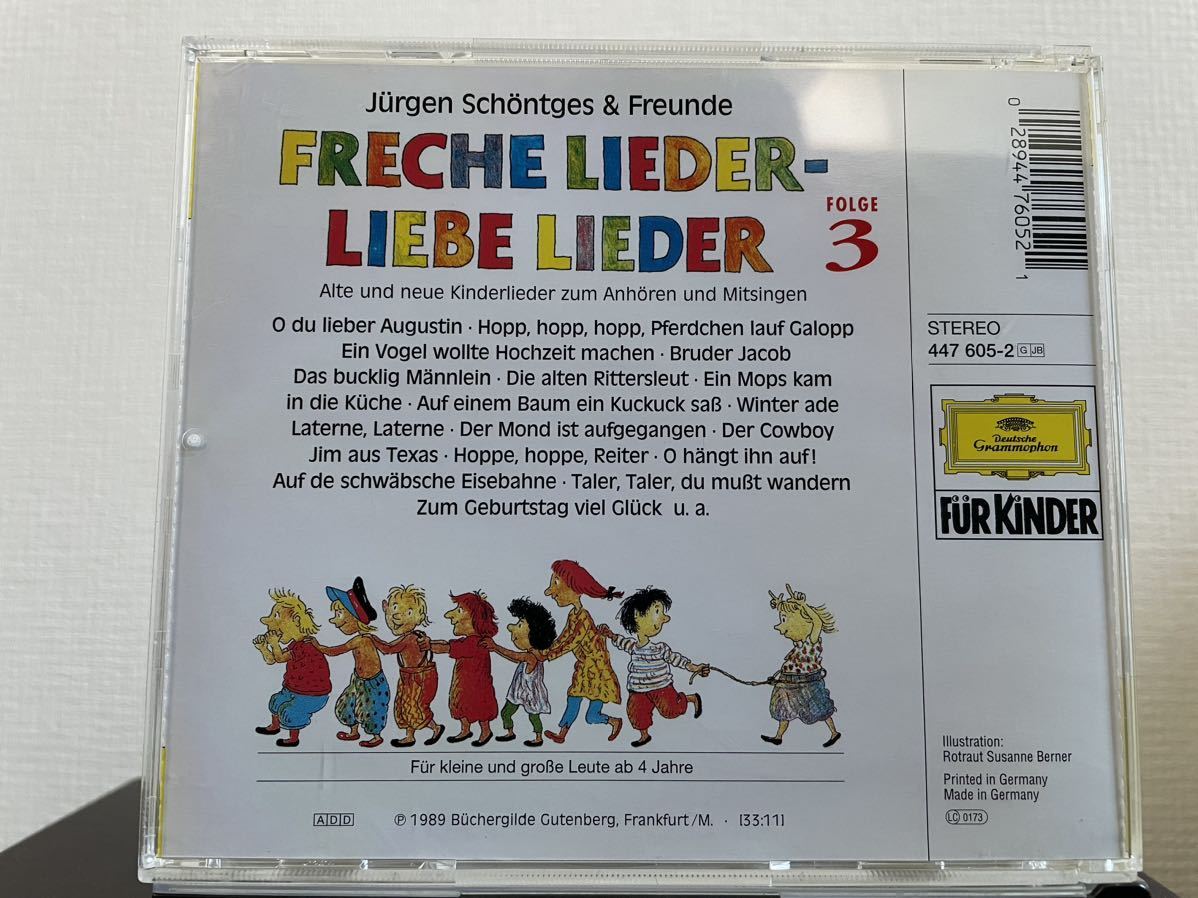 Jürgen Schöntges & Freunde
FRECHE LIEDER-
LIEBE LIEDER
FOLGE
3
Alte und neue Kinderlieder zum Anhören und Mitsingen
O du lieber Augustin · Hopp, hopp, hopp, Pferdchen lauf Galopp
Ein Vogel wollte Hochzeit machen · Bruder Jacob
Das bucklig Männlein · Die alten Rittersleut · Ein Mops kam
in die Küche · Auf einem Baum ein Kuckuck saß · Winter ade
Laterne, Laterne · Der Mond ist aufgegangen · Der Cowboy
Jim aus Texas · Hoppe, hoppe, Reiter · O hängt ihn auf!
Auf de schwäbsche Eisebahne · Taler, Taler, du mußt wandern
Zum Geburtstag viel Glück u. a.
Für kleine und große Leute ab 4 Jahre
ADD ℗ 1989 Büchergilde Gutenberg, Frankfurt/M. · [33:11]
0 28944 76052 1
STEREO
447 605-2 G JB
Deutsche
Grammophon
FÜR KINDER
Illustration:
Rotraut Susanne Berner
Printed in Germany
Made in Germany
LC 0173